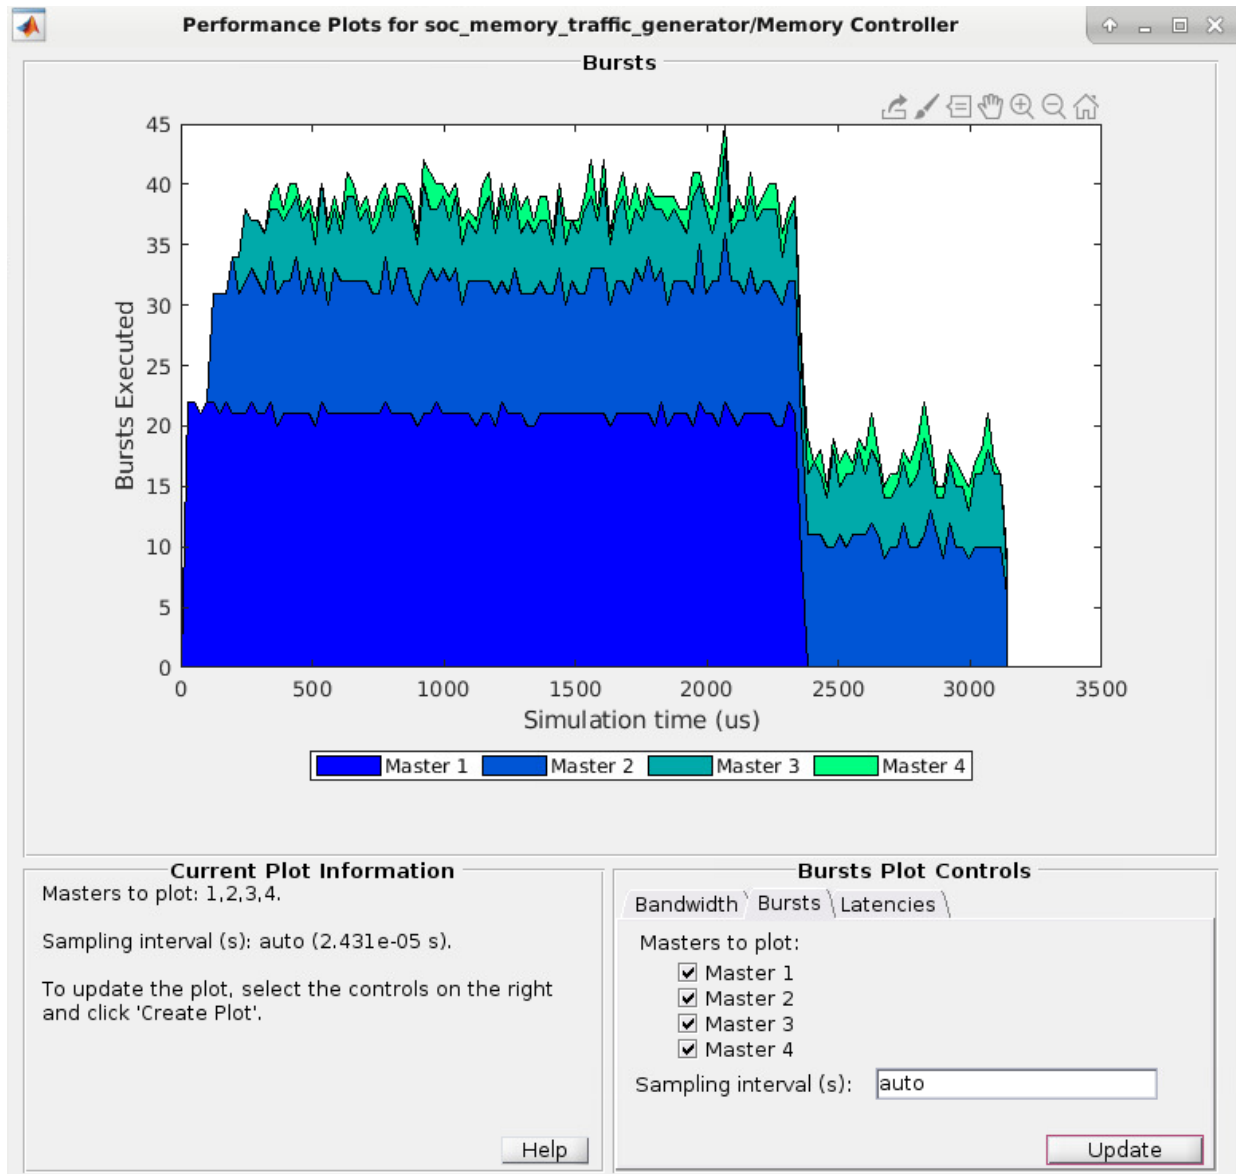 Performance Plots for soc_memory_traffic_generator/Memory Controller
Bursts
45
40
35
30
25
20
15
10
5
0
Bursts Executed
0 500 1000 1500 2000 2500 3000 3500
Simulation time (us)
Master 1 Master 2 Master 3 Master 4
Current Plot Information
Masters to plot: 1,2,3,4.
Sampling interval (s): auto (2.431e-05 s).
To update the plot, select the controls on the right
and click 'Create Plot'.
Help
Bursts Plot Controls
Bandwidth Bursts Latencies
Masters to plot:
Master 1
Master 2
Master 3
Master 4
Sampling interval (s): auto
Update